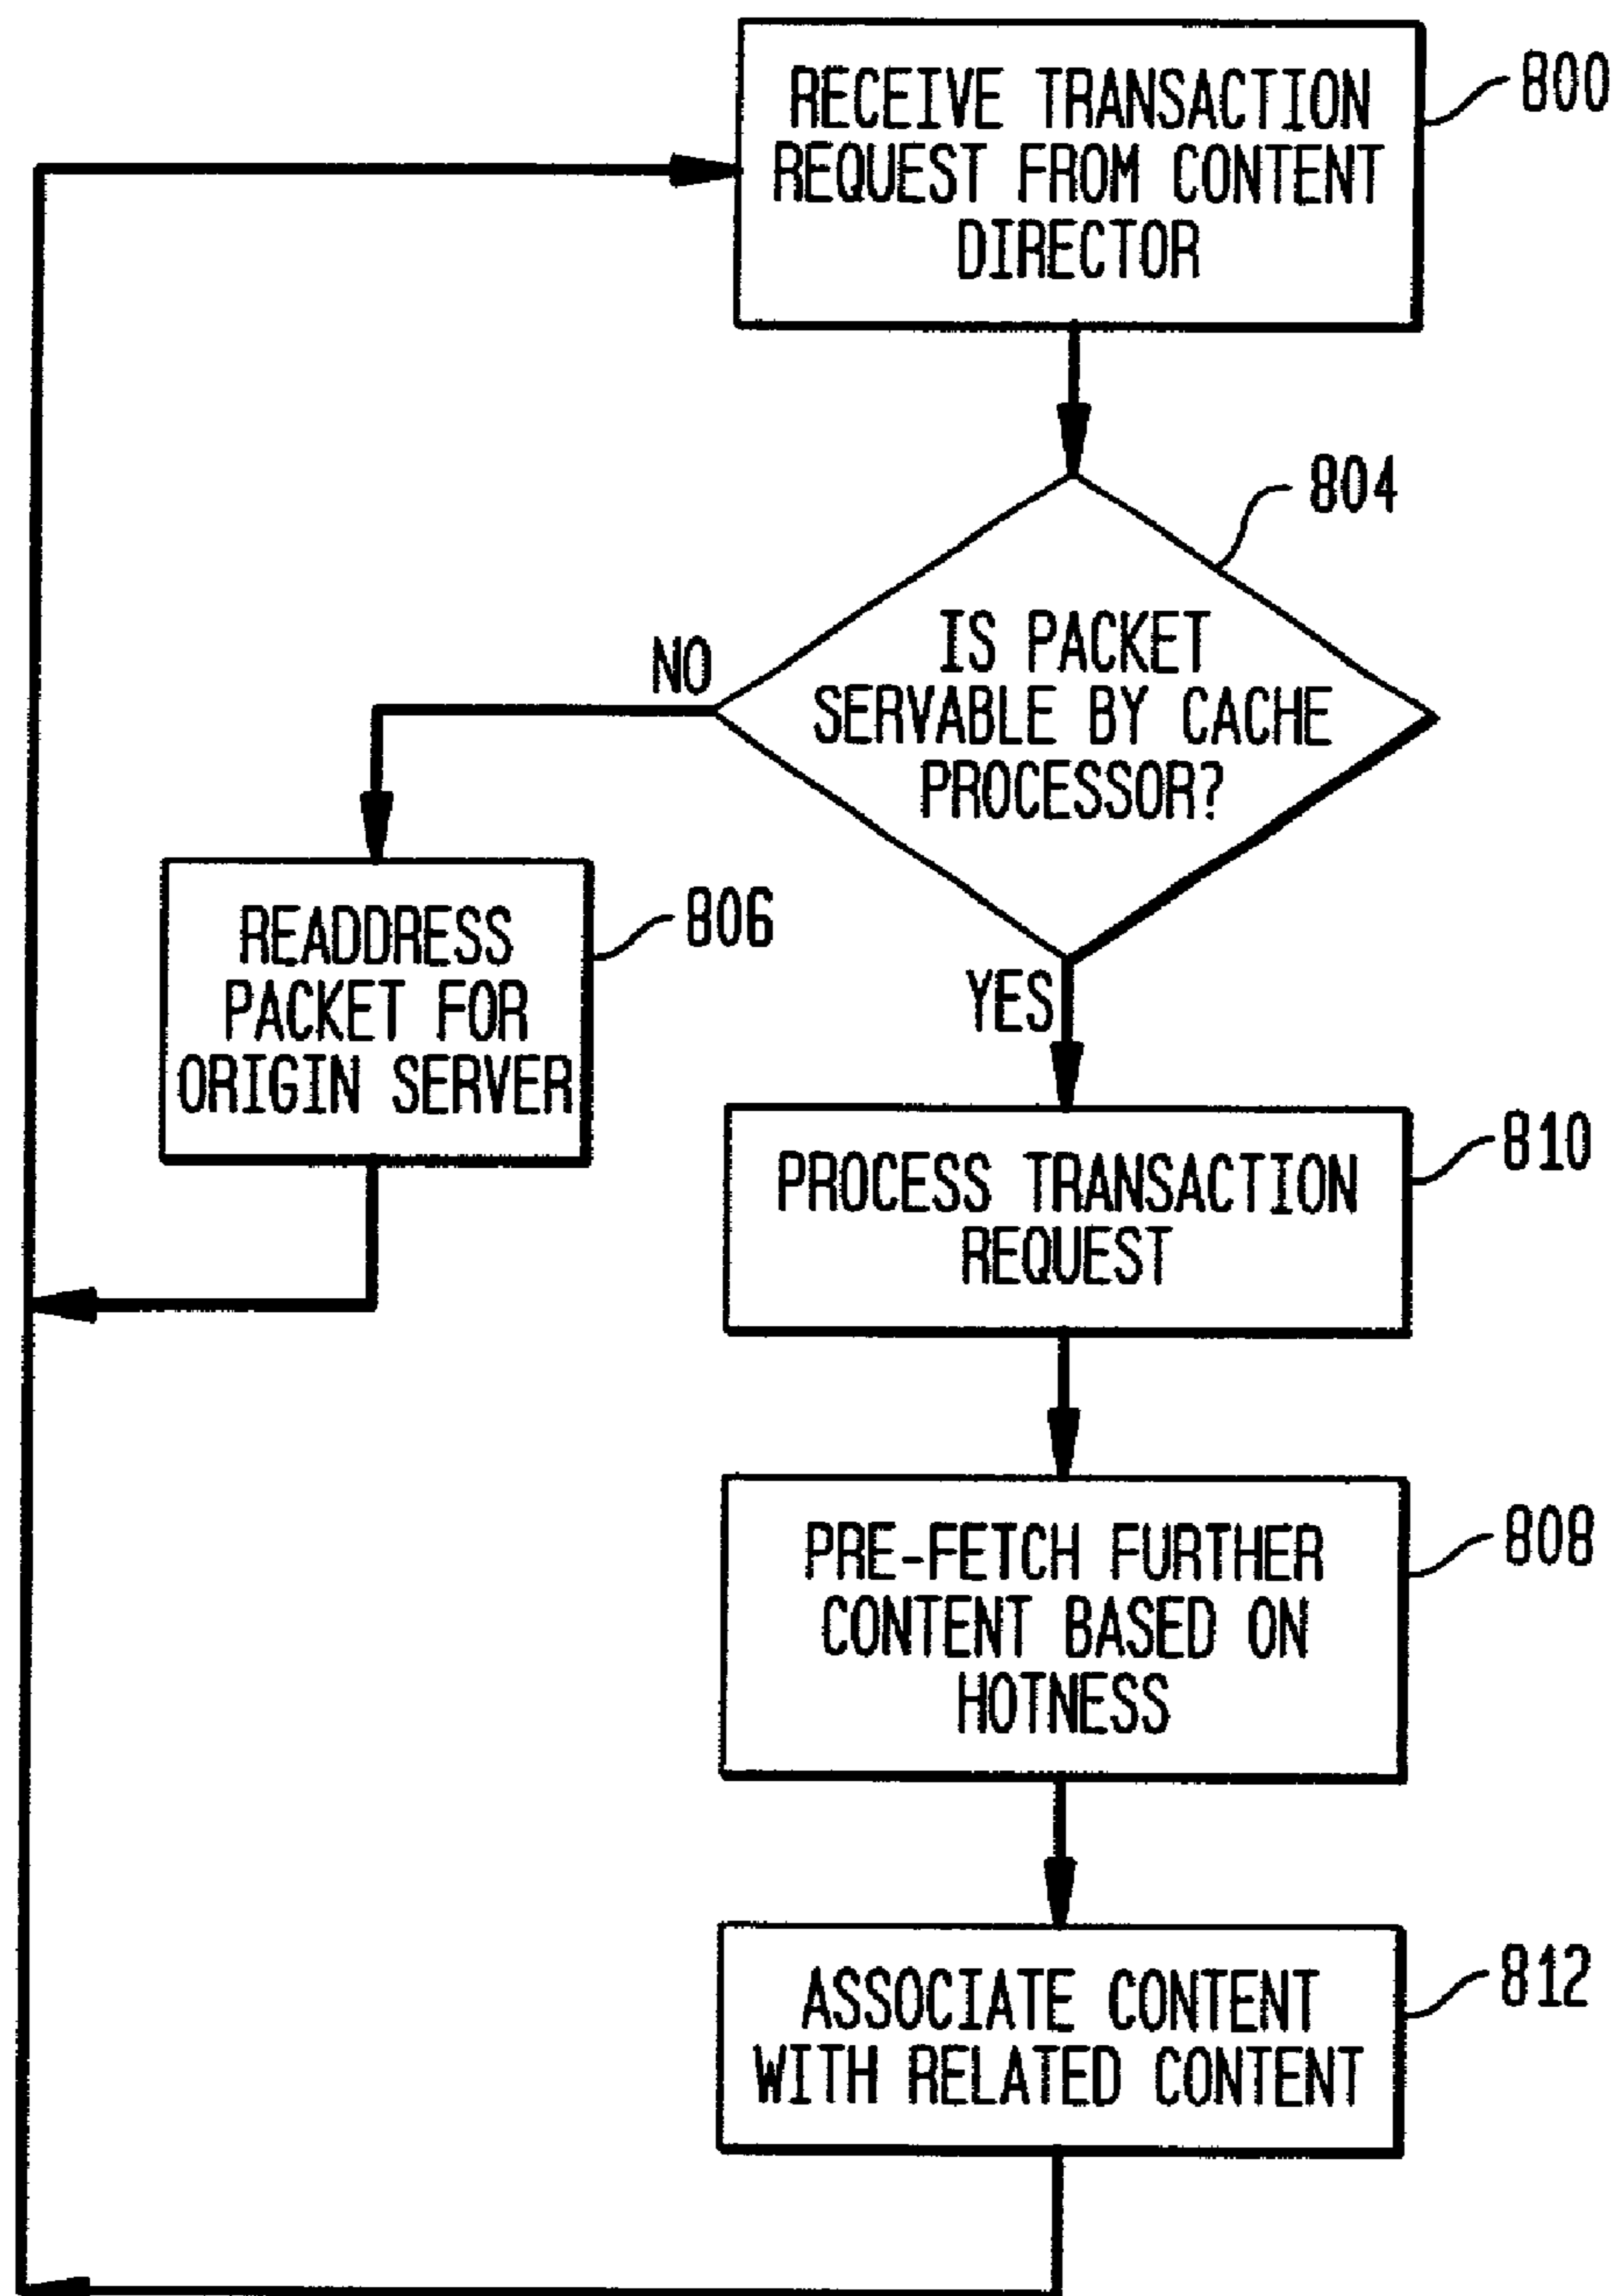 RECEIVE TRANSACTION
REQUEST FROM CONTENT
DIRECTOR
800
804
IS PACKET
SERVABLE BY CACHE
PROCESSOR?
NO
YES
READDRESS
PACKET FOR
ORIGIN SERVER
806
PROCESS TRANSACTION
REQUEST
810
PRE-FETCH FURTHER
CONTENT BASED ON
HOTNESS
808
ASSOCIATE CONTENT
WITH RELATED CONTENT
812